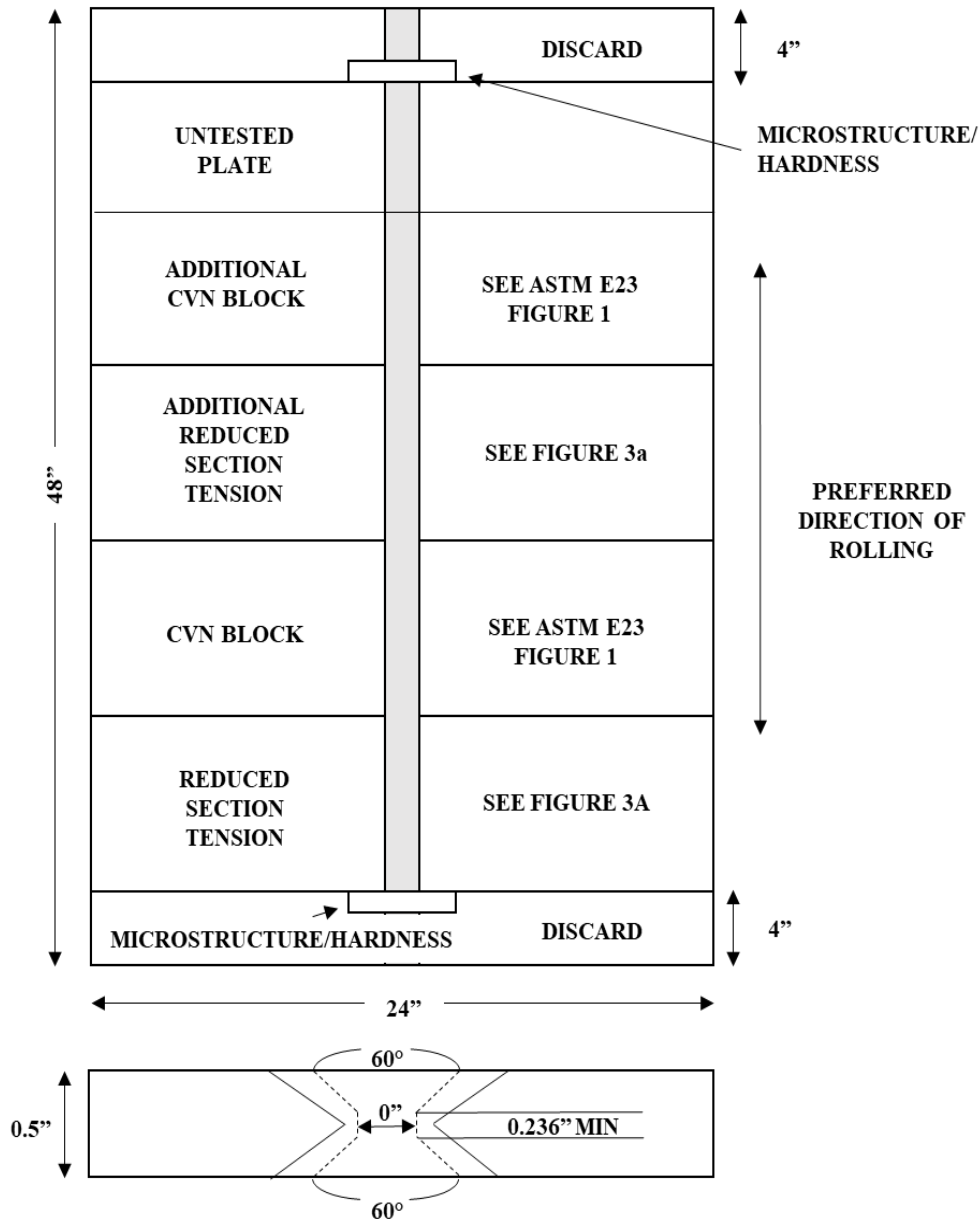 DISCARD
4”
MICROSTRUCTURE/
HARDNESS
UNTESTED
PLATE
ADDITIONAL
CVN BLOCK
SEE ASTM E23
FIGURE 1
ADDITIONAL
REDUCED
SECTION
TENSION
SEE FIGURE 3a
48”
PREFERRED
DIRECTION OF
ROLLING
CVN BLOCK
SEE ASTM E23
FIGURE 1
REDUCED
SECTION
TENSION
SEE FIGURE 3A
MICROSTRUCTURE/HARDNESS
DISCARD
4”
24”
60°
0.5”
0”
0.236” MIN
60°